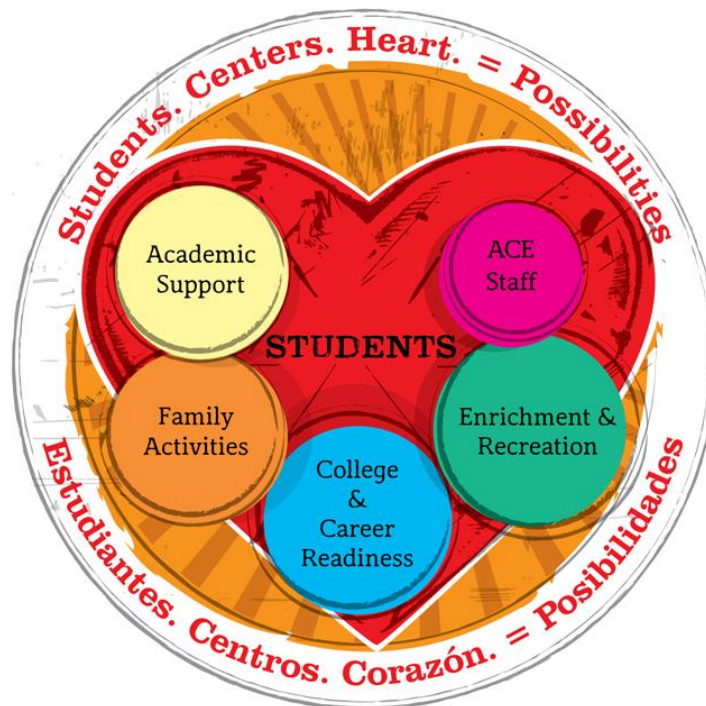 Students. Centers. Heart. = Possibilities
Academic
Support
ACE
Staff
STUDENTS
Family
Activities
Enrichment &
Recreation
College
&
Career
Readiness
Estudiantes. Centros. Corazón. = Posibilidades